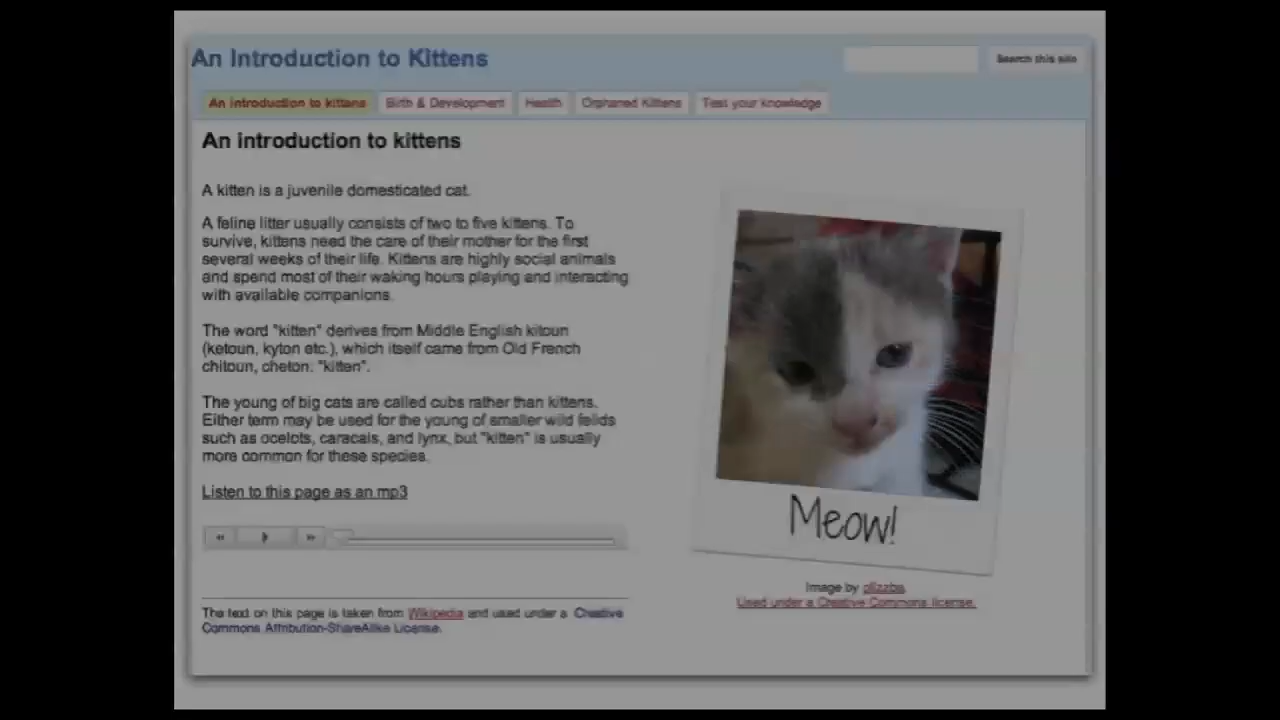 An Introduction to Kittens
Search this site
An introduction to kittens
Birth & Development
Health
Orphaned Kittens
Test your knowledge
An introduction to kittens
A kitten is a juvenile domesticated cat.
A feline litter usually consists of two to five kittens. To
survive, kittens need the care of their mother for the first
several weeks of their life. Kittens are highly social animals
and spend most of their waking hours playing and interacting
with available companions.
The word "kitten" derives from Middle English kitoun
(ketoun, kyton etc.), which itself came from Old French
chitoun, cheton: "kitten".
The young of big cats are called cubs rather than kittens.
Either term may be used for the young of smaller wild felids
such as ocelots, caracals, and lynx, but "kitten" is usually
more common for these species.
Listen to this page as an mp3
Meow!
Image by
Used under a Creative Commons license.
The text on this page is taken from Wikipedia and used under a Creative
Commons Attribution-ShareAlike License.